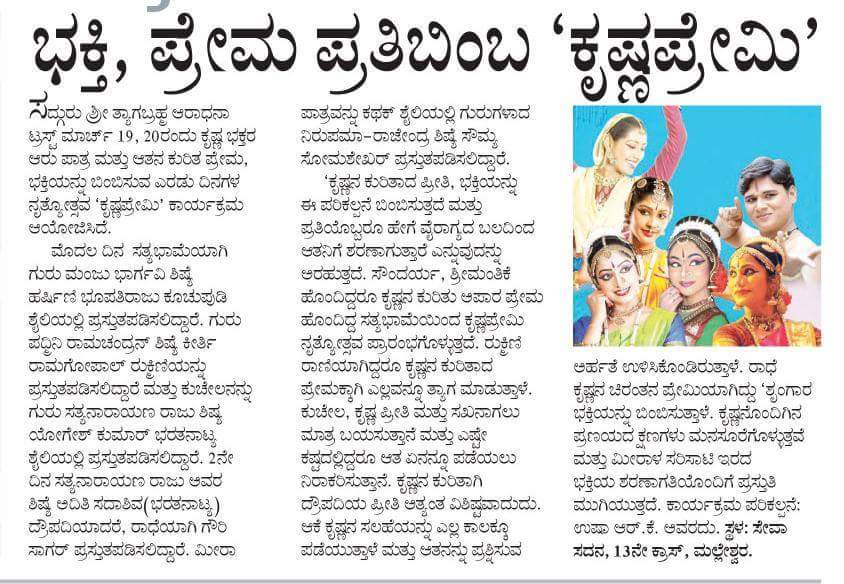 ಭಕ್ತಿ, ಪ್ರೇಮ ಪ್ರತಿಬಿಂಬ ‘ಕೃಷ್ಣಪ್ರೇಮಿ’
ಸದ್ಗುರು ಶ್ರೀ ತ್ಯಾಗಬ್ರಹ್ಮ ಆರಾಧನಾ
ಟ್ರಸ್ಟ್ ಮಾರ್ಚ್ 19, 20ರಂದು ಕೃಷ್ಣ ಭಕ್ತರ
ಆರು ಪಾತ್ರ ಮತ್ತು ಆತನ ಕುರಿತ ಪ್ರೇಮ,
ಭಕ್ತಿಯನ್ನು ಬಿಂಬಿಸುವ ಎರಡು ದಿನಗಳ
ನೃತ್ಯೋತ್ಸವ ‘ಕೃಷ್ಣಪ್ರೇಮಿ’ ಕಾರ್ಯಕ್ರಮ
ಆಯೋಜಿಸಿದೆ.
ಮೊದಲ ದಿನ ಸತ್ಯಭಾಮೆಯಾಗಿ
ಗುರು ಮಂಜು ಭಾರ್ಗವಿ ಶಿಷ್ಯೆ
ಹರ್ಷಿಣಿ ಭೂಪತಿರಾಜು ಕೂಚುಪುಡಿ
ಶೈಲಿಯಲ್ಲಿ ಪ್ರಸ್ತುತಪಡಿಸಲಿದ್ದಾರೆ. ಗುರು
ಪದ್ಮಿನಿ ರಾಮಚಂದ್ರನ್ ಶಿಷ್ಯೆ ಕೀರ್ತಿ
ರಾಮಗೋಪಾಲ್ ರುಕ್ಮಿಣಿಯನ್ನು
ಪ್ರಸ್ತುತಪಡಿಸಲಿದ್ದಾರೆ ಮತ್ತು ಕುಚೇಲನನ್ನು
ಗುರು ಸತ್ಯನಾರಾಯಣ ರಾಜು ಶಿಷ್ಯ
ಯೋಗೇಶ್ ಕುಮಾರ್ ಭರತನಾಟ್ಯ
ಶೈಲಿಯಲ್ಲಿ ಪ್ರಸ್ತುತಪಡಿಸಲಿದ್ದಾರೆ. 2ನೇ
ದಿನ ಸತ್ಯನಾರಾಯಣ ರಾಜು ಅವರ
ಶಿಷ್ಯೆ ಅದಿತಿ ಸದಾಶಿವ(ಭರತನಾಟ್ಯ)
ದ್ರೌಪದಿಯಾದರೆ, ರಾಧೆಯಾಗಿ ಗೌರಿ
ಸಾಗರ್ ಪ್ರಸ್ತುತಪಡಿಸಲಿದ್ದಾರೆ. ಮೀರಾ
ಪಾತ್ರವನ್ನು ಕಥಕ್ ಶೈಲಿಯಲ್ಲಿ ಗುರುಗಳಾದ
ನಿರುಪಮಾ-ರಾಜೇಂದ್ರ ಶಿಷ್ಯೆ ಸೌಮ್ಯ
ಸೋಮಶೇಖರ್ ಪ್ರಸ್ತುತಪಡಿಸಲಿದ್ದಾರೆ.
‘ಕೃಷ್ಣನ ಕುರಿತಾದ ಪ್ರೀತಿ, ಭಕ್ತಿಯನ್ನು
ಈ ಪರಿಕಲ್ಪನೆ ಬಿಂಬಿಸುತ್ತದೆ ಮತ್ತು
ಪ್ರತಿಯೊಬ್ಬರೂ ಹೇಗೆ ವೈರಾಗ್ಯದ ಬಲದಿಂದ
ಆತನಿಗೆ ಶರಣಾಗುತ್ತಾರೆ ಎನ್ನುವುದನ್ನು
ಅರಹುತ್ತದೆ. ಸೌಂದರ್ಯ, ಶ್ರೀಮಂತಿಕೆ
ಹೊಂದಿದ್ದರೂ ಕೃಷ್ಣನ ಕುರಿತು ಅಪಾರ ಪ್ರೇಮ
ಹೊಂದಿದ್ದ ಸತ್ಯಭಾಮೆಯಿಂದ ಕೃಷ್ಣಪ್ರೇಮಿ
ನೃತ್ಯೋತ್ಸವ ಪ್ರಾರಂಭಗೊಳ್ಳುತ್ತದೆ. ರುಕ್ಮಿಣಿ
ರಾಣಿಯಾಗಿದ್ದರೂ ಕೃಷ್ಣನ ಕುರಿತಾದ
ಪ್ರೇಮಕ್ಕಾಗಿ ಎಲ್ಲವನ್ನೂ ತ್ಯಾಗ ಮಾಡುತ್ತಾಳೆ.
ಕುಚೇಲ, ಕೃಷ್ಣ ಪ್ರೀತಿ ಮತ್ತು ಸಖನಾಗಲು
ಮಾತ್ರ ಬಯಸುತ್ತಾನೆ ಮತ್ತು ಎಷ್ಟೇ
ಕಷ್ಟದಲ್ಲಿದ್ದರೂ ಆತ ಏನನ್ನೂ ಪಡೆಯಲು
ನಿರಾಕರಿಸುತ್ತಾನೆ. ಕೃಷ್ಣನ ಕುರಿತಾಗಿ
ದ್ರೌಪದಿಯ ಪ್ರೀತಿ ಅತ್ಯಂತ ವಿಶಿಷ್ಟವಾದುದು.
ಆಕೆ ಕೃಷ್ಣನ ಸಲಹೆಯನ್ನು ಎಲ್ಲ ಕಾಲಕ್ಕೂ
ಪಡೆಯುತ್ತಾಳೆ ಮತ್ತು ಆತನನ್ನು ಪ್ರಶ್ನಿಸುವ
ಅರ್ಹತೆ ಉಳಿಸಿಕೊಂಡಿರುತ್ತಾಳೆ. ರಾಧೆ
ಕೃಷ್ಣನ ಚಿರಂತನ ಪ್ರೇಮಿಯಾಗಿದ್ದು ‘ಶೃಂಗಾರ
ಭಕ್ತಿಯನ್ನು ಬಿಂಬಿಸುತ್ತಾಳೆ. ಕೃಷ್ಣನೊಂದಿಗಿನ
ಪ್ರಣಯದ ಕ್ಷಣಗಳು ಮನಸೂರೆಗೊಳ್ಳುತ್ತವೆ
ಮತ್ತು ಮೀರಾಳ ಸರಿಸಾಟಿ ಇರದ
ಭಕ್ತಿಯ ಶರಣಾಗತಿಯೊಂದಿಗೆ ಪ್ರಸ್ತುತಿ
ಮುಗಿಯುತ್ತದೆ. ಕಾರ್ಯಕ್ರಮ ಪರಿಕಲ್ಪನೆ:
ಉಷಾ ಆರ್.ಕೆ. ಅವರದು. ಸ್ಥಳ: ಸೇವಾ
ಸದನ, 13ನೇ ಕ್ರಾಸ್, ಮಲ್ಲೇಶ್ವರ.